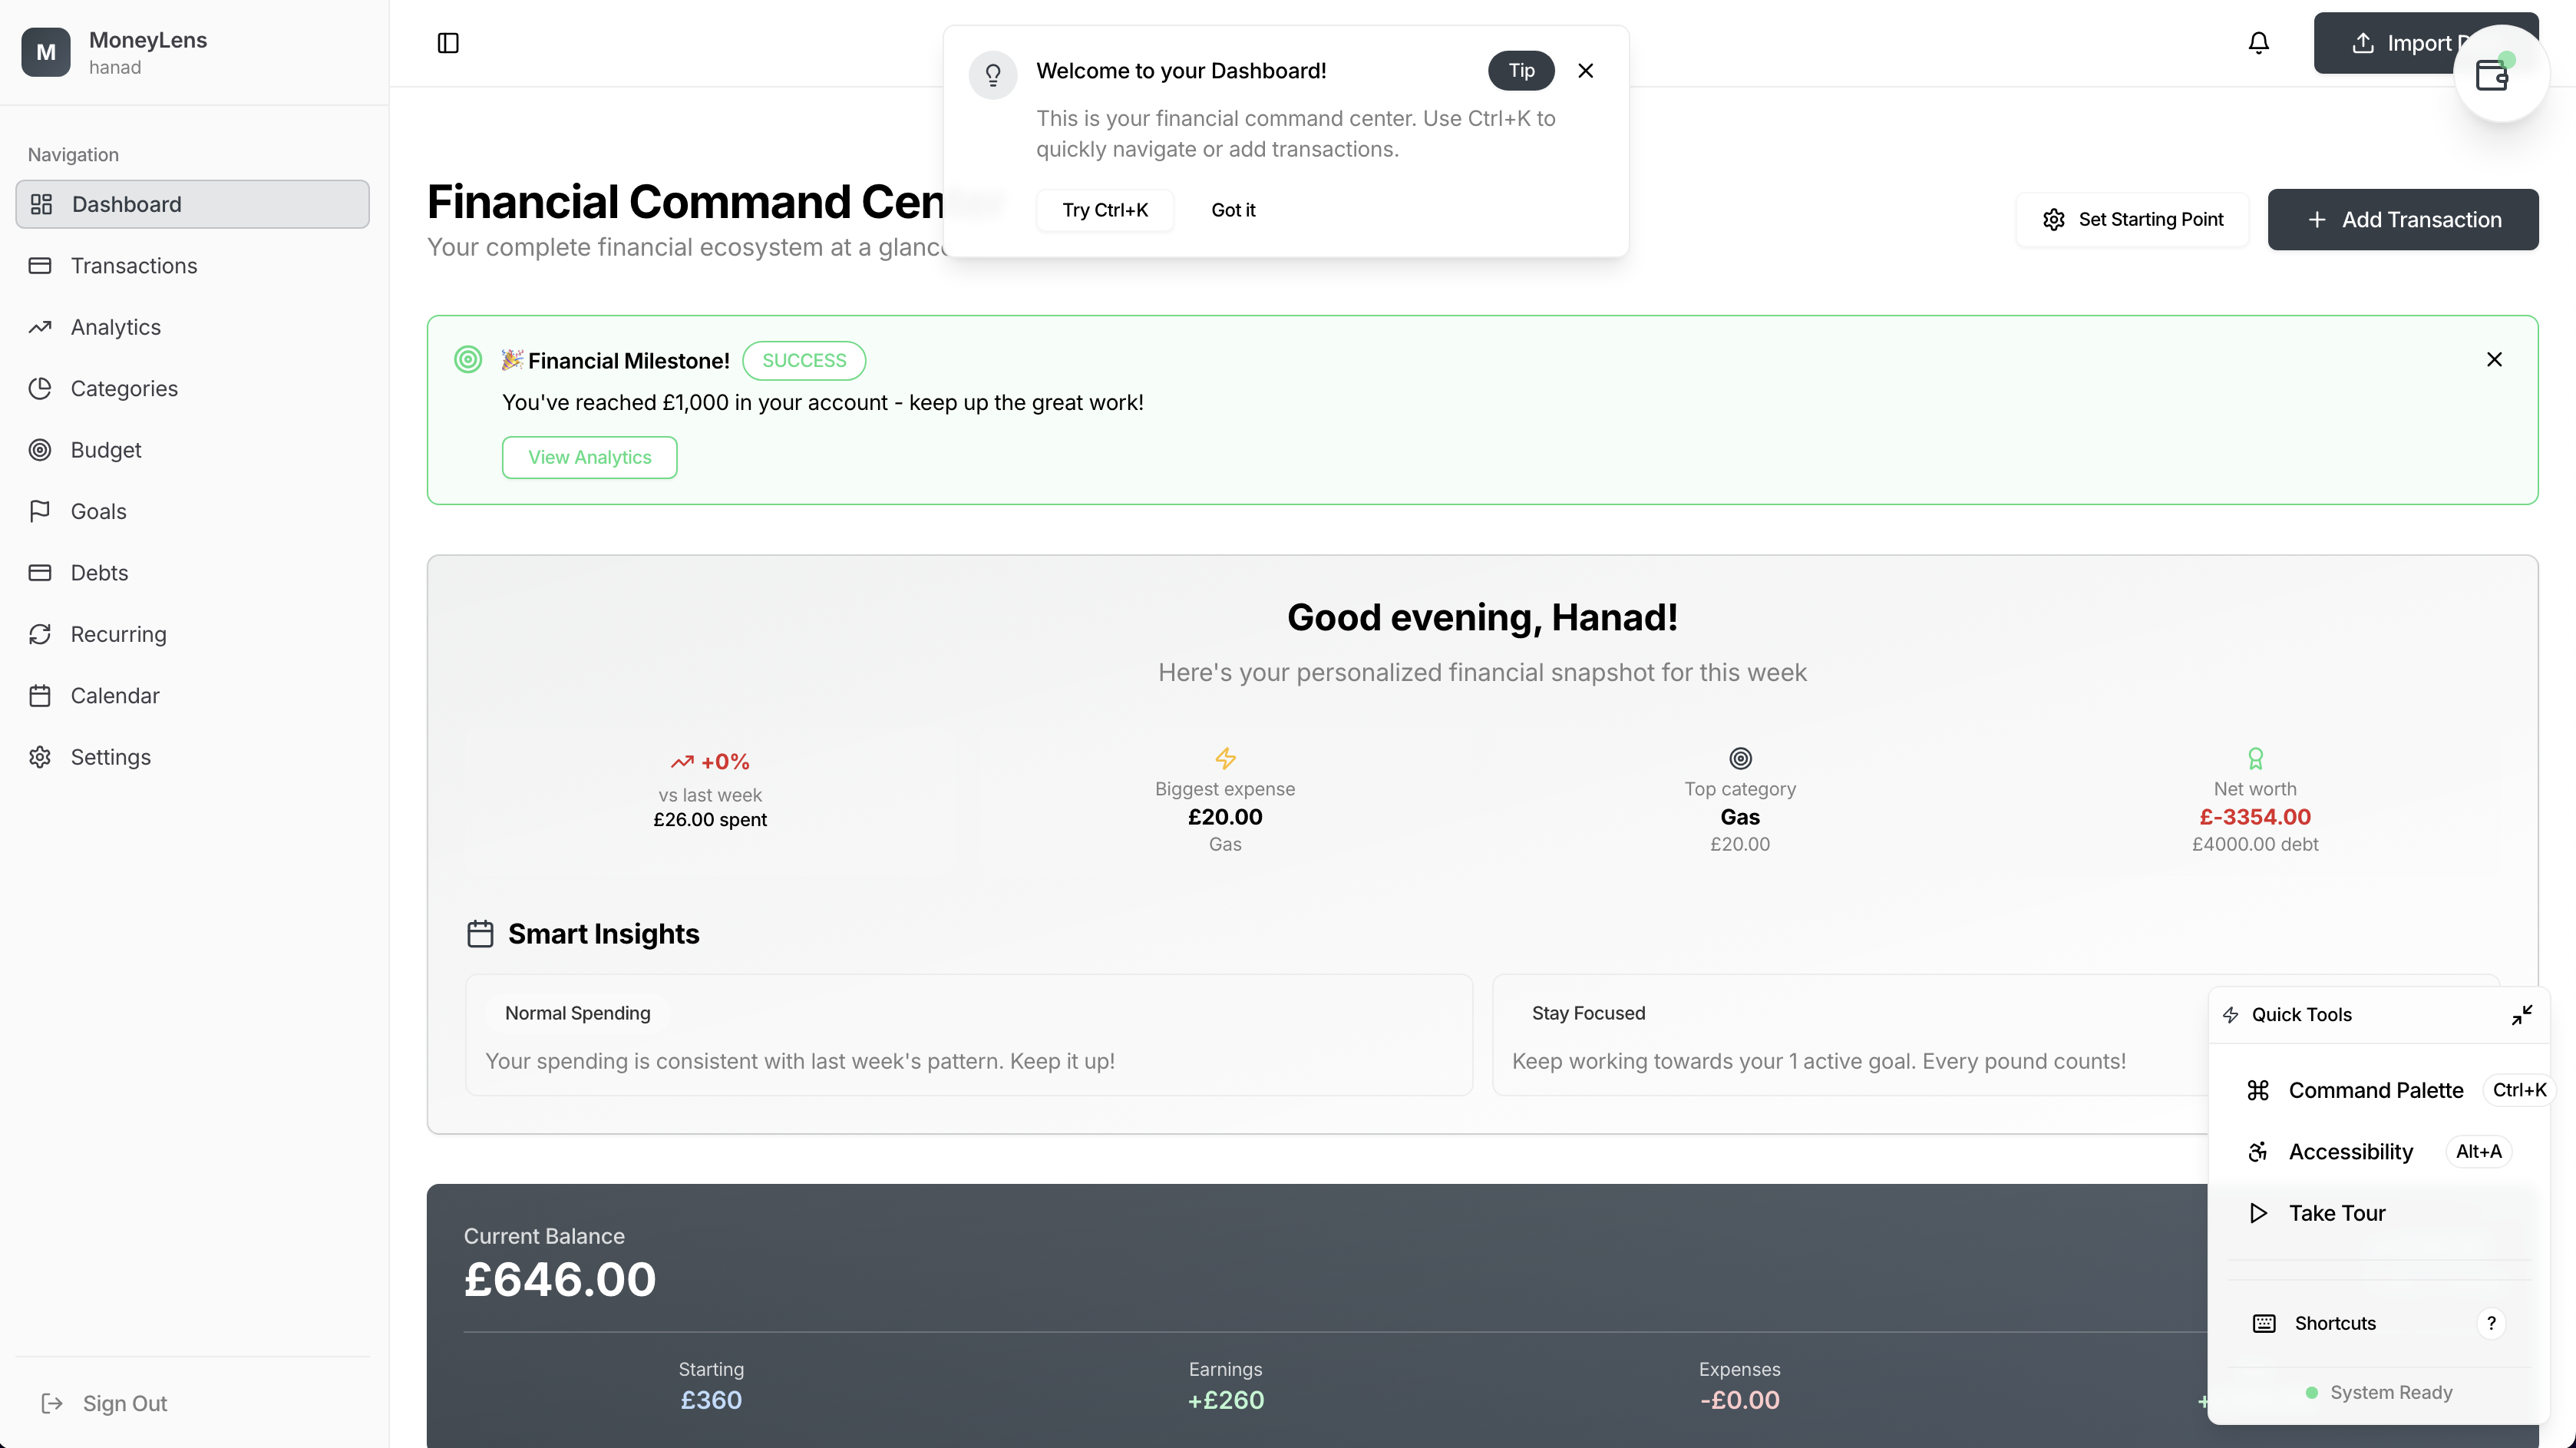 M
MoneyLens
hanad
Navigation
Dashboard
Transactions
Analytics
Categories
Budget
Goals
Debts
Recurring
Calendar
Settings
Sign Out
Welcome to your Dashboard!
Tip
This is your financial command center. Use Ctrl+K to
quickly navigate or add transactions.
Try Ctrl+K
Got it
Import D
Financial Command Center
Your complete financial ecosystem at a glance
Set Starting Point
Add Transaction
🎉 Financial Milestone!
SUCCESS
You've reached £1,000 in your account - keep up the great work!
View Analytics
Good evening, Hanad!
Here's your personalized financial snapshot for this week
+0%
vs last week
£26.00 spent
Biggest expense
£20.00
Gas
Top category
Gas
£20.00
Net worth
£-3354.00
£4000.00 debt
Smart Insights
Normal Spending
Your spending is consistent with last week's pattern. Keep it up!
Stay Focused
Keep working towards your 1 active goal. Every pound counts!
Current Balance
£646.00
Starting
£360
Earnings
+£260
Expenses
-£0.00
+
Quick Tools
Command Palette Ctrl+K
Accessibility Alt+A
Take Tour
Shortcuts ?
System Ready